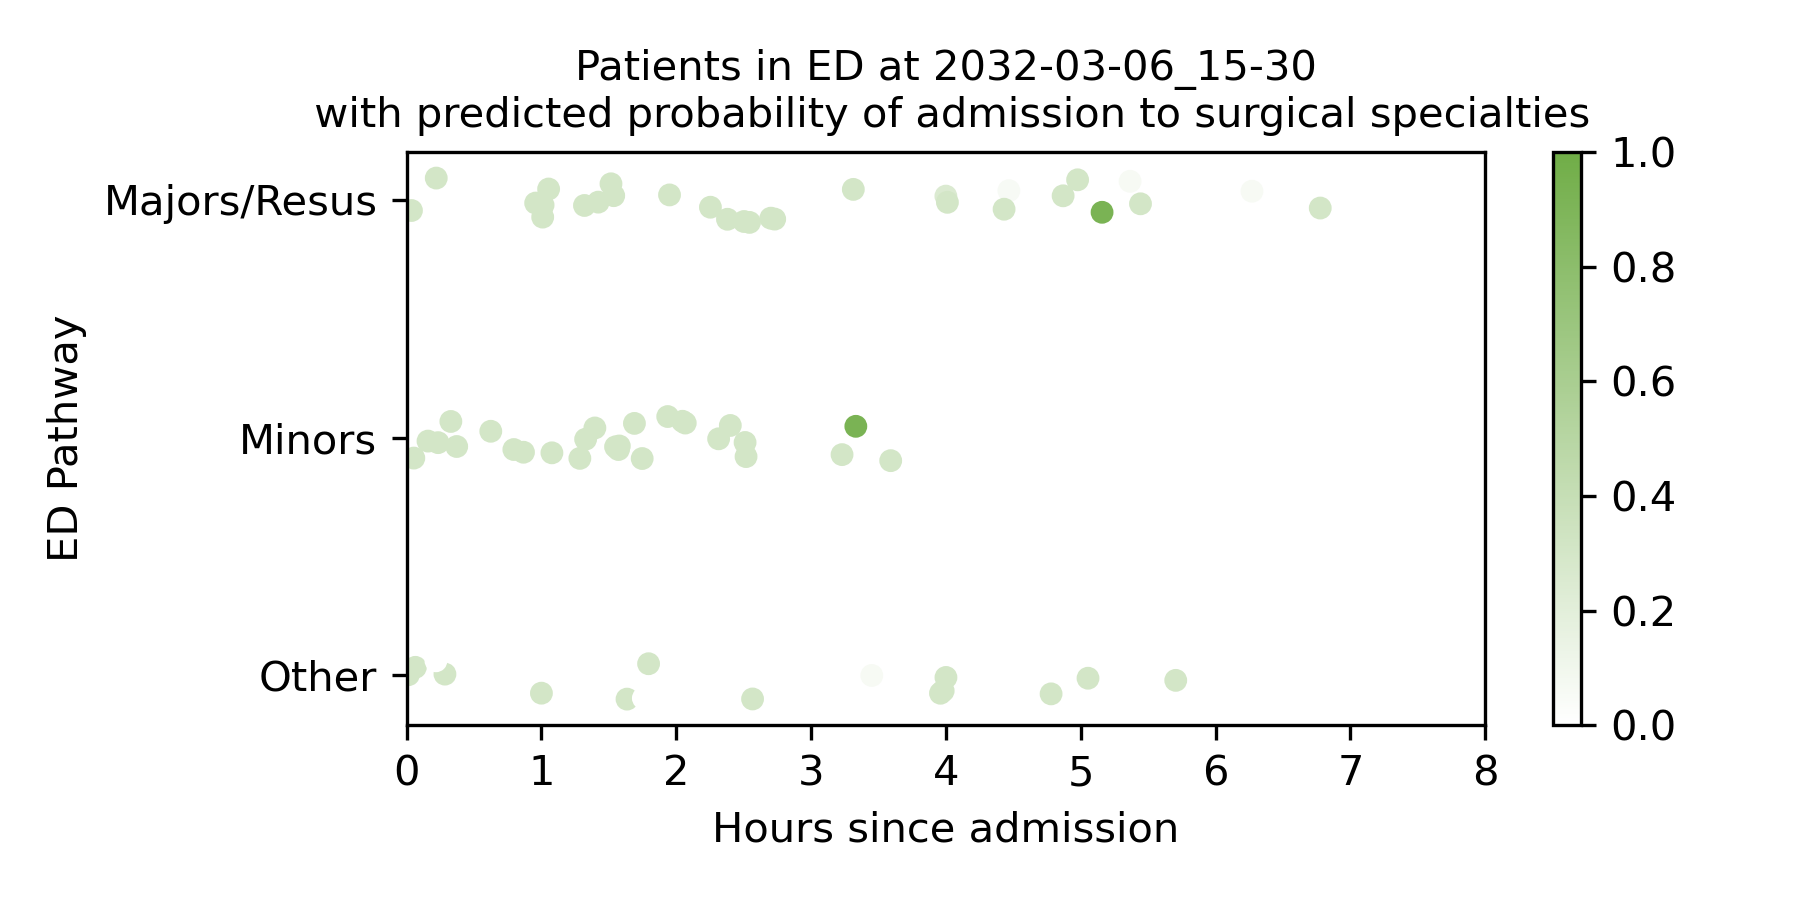 Patients in ED at 2032-03-06_15-30
with predicted probability of admission to surgical specialties
Majors/Resus
Minors
Other
ED Pathway
0 1 2 3 4 5 6 7 8
Hours since admission
1.0
0.8
0.6
0.4
0.2
0.0